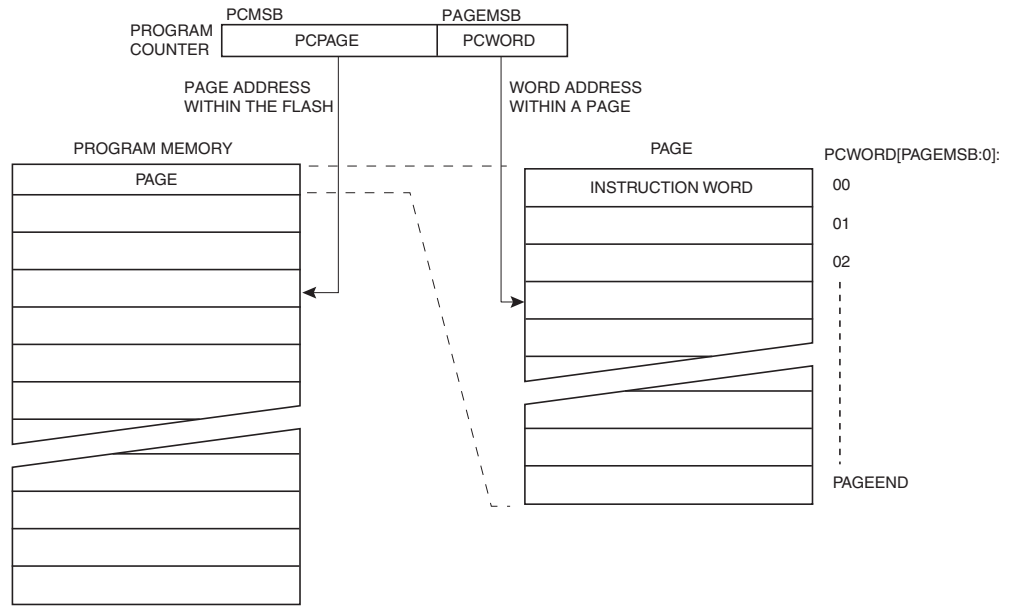 PCMSB
PAGEMSB
PROGRAM
COUNTER
PCPAGE
PCWORD
PAGE ADDRESS
WITHIN THE FLASH
WORD ADDRESS
WITHIN A PAGE
PROGRAM MEMORY
PAGE
PCWORD[PAGEMSB:0]:
PAGE
INSTRUCTION WORD
00
01
02
PAGEEND